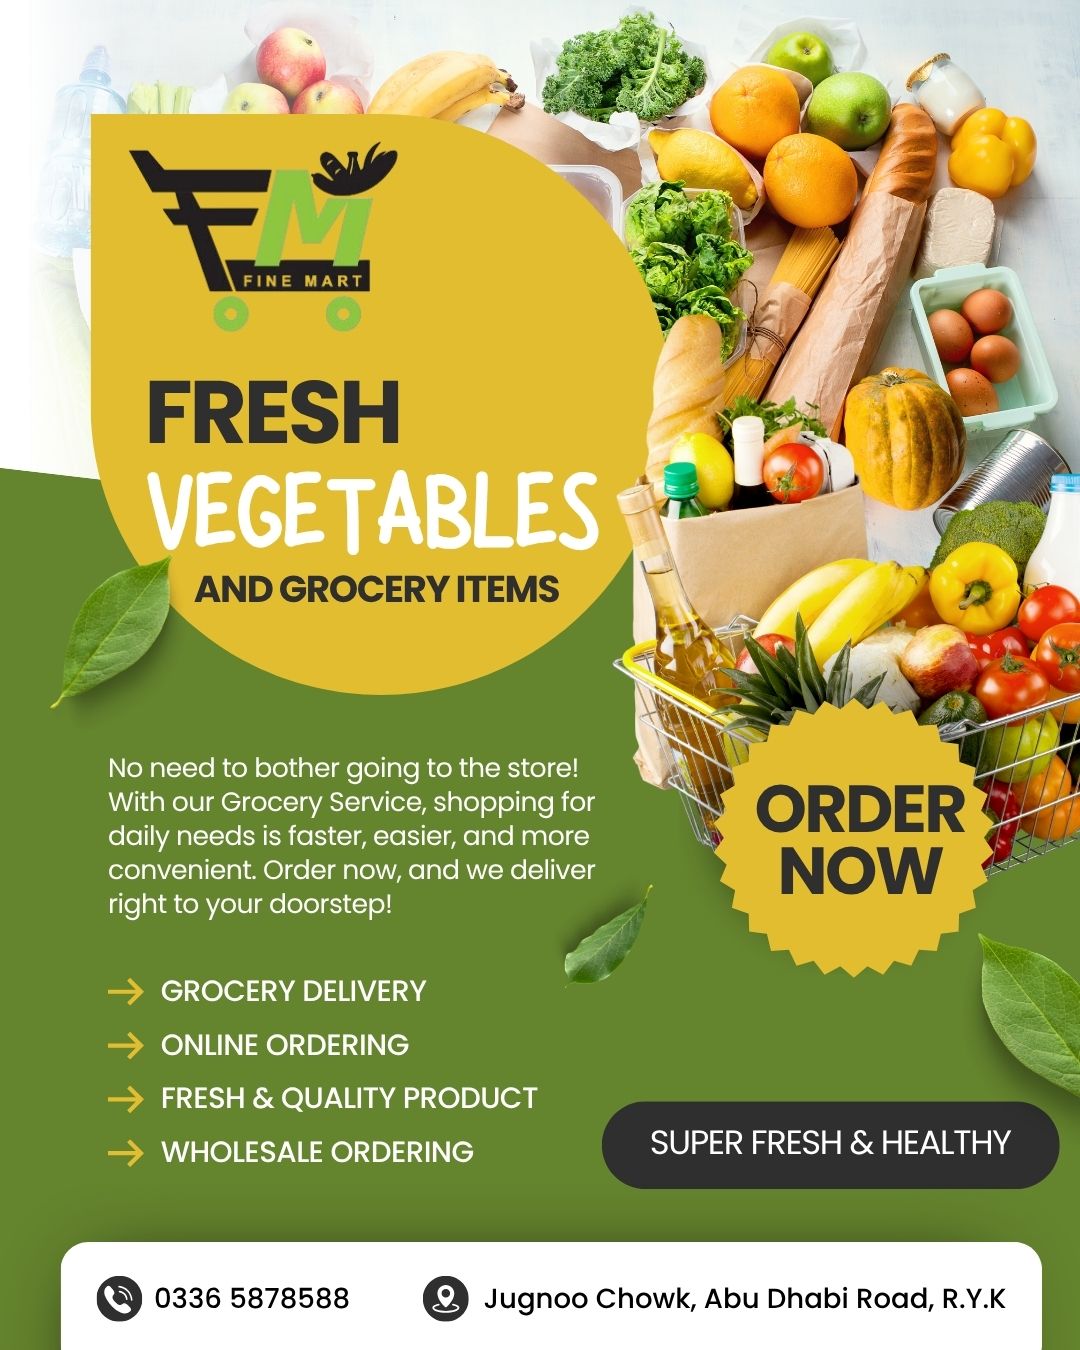 FM
FINE MART
FRESH
VEGETABLES
AND GROCERY ITEMS
No need to bother going to the store!
With our Grocery Service, shopping for
daily needs is faster, easier, and more
convenient. Order now, and we deliver
right to your doorstep!
ORDER
NOW
GROCERY DELIVERY
ONLINE ORDERING
FRESH & QUALITY PRODUCT
WHOLESALE ORDERING
SUPER FRESH & HEALTHY
0336 5878588
Jugnoo Chowk, Abu Dhabi Road, R.Y.K